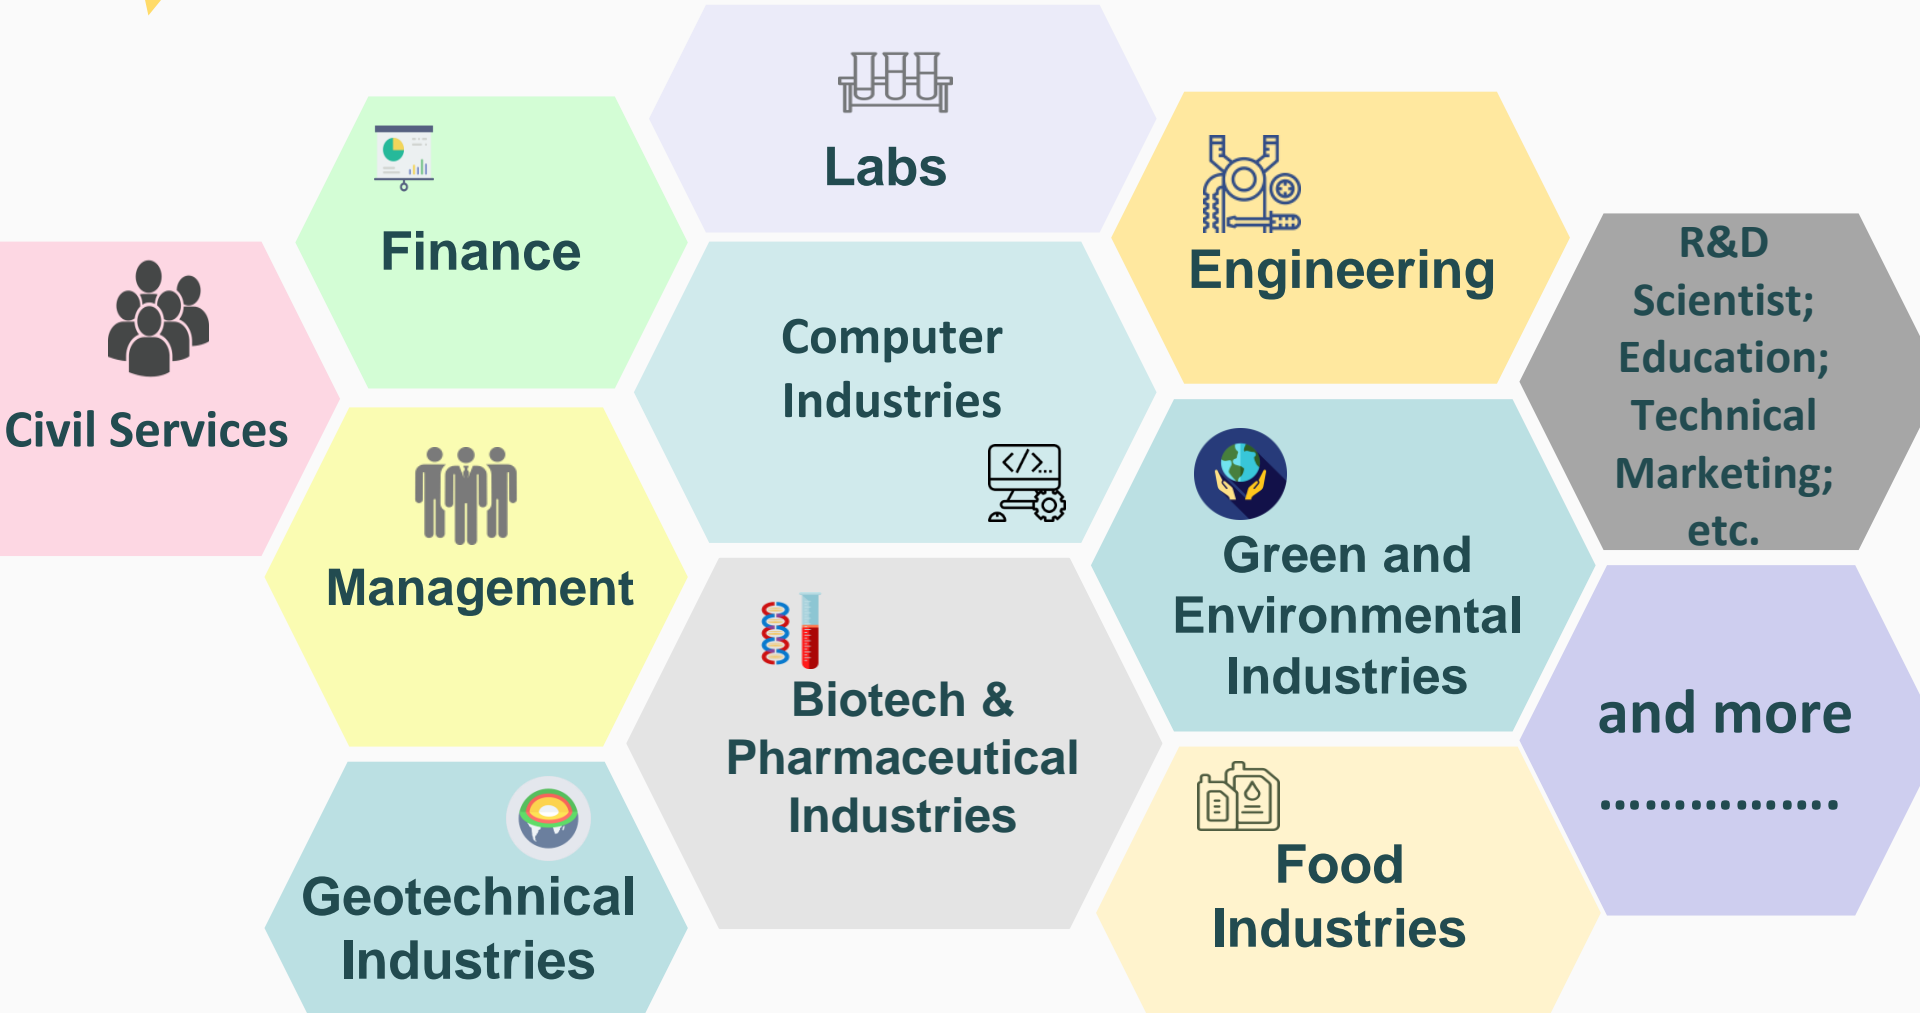 Labs
Finance
Engineering
R&D
Scientist;
Education;
Technical
Marketing;
etc.
Civil Services
Computer
Industries
</>...
Management
Green and
Environmental
Industries
Biotech &
Pharmaceutical
Industries
and more
................
Geotechnical
Industries
Food
Industries